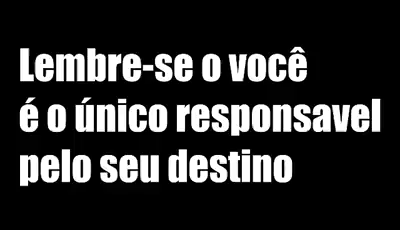 Lembre-se o você
é o único responsavel
pelo seu destino